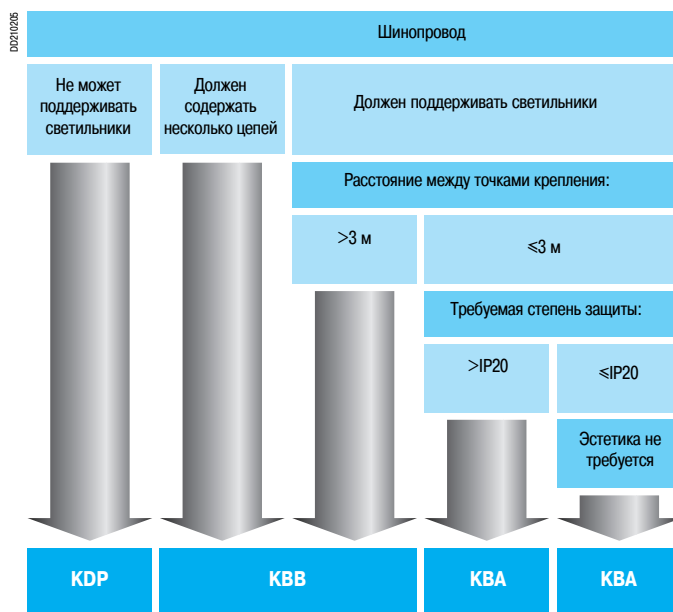 DD210205
Шинопровод
Не может
поддерживать
светильники
Должен
содержать
несколько цепей
Должен поддерживать светильники
Расстояние между точками крепления:
>3 м
⩽3 м
Требуемая степень защиты:
>IP20
⩽IP20
Эстетика не
требуется
KDP
KBB
KBA
KBA